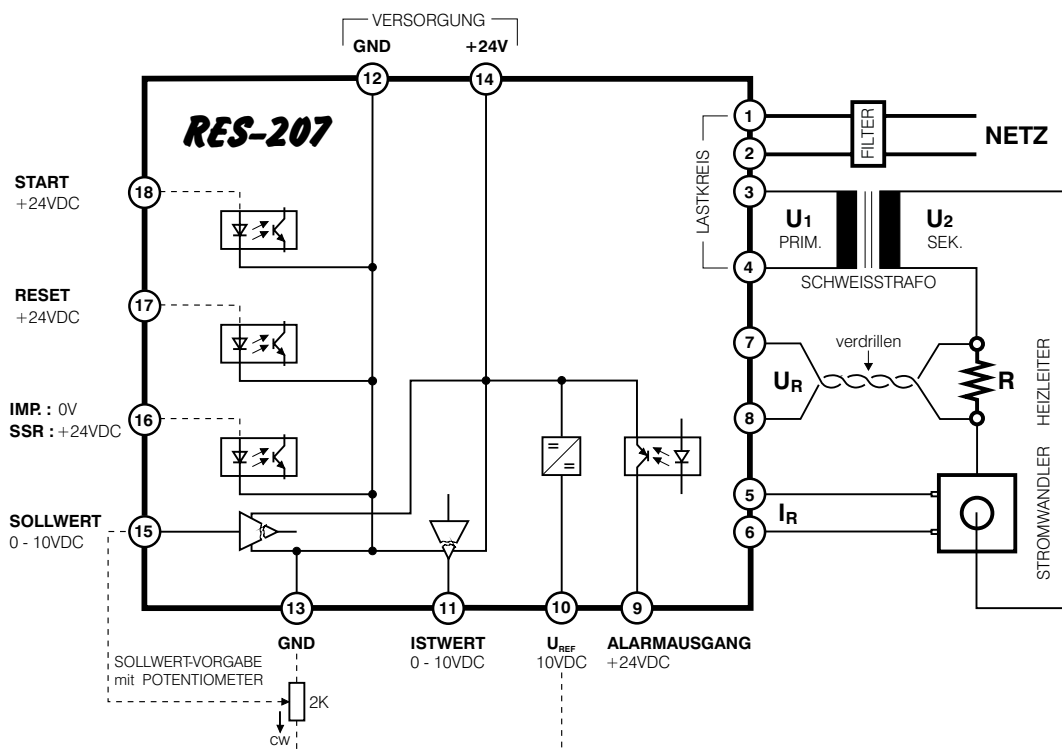 VERSORGUNG
GND +24V
12 14
RES-207
START
+24VDC
18
RESET
+24VDC
17
IMP. : 0V
SSR : +24VDC
16
SOLLWERT
0 - 10VDC
15
1
2
3
4
LASTKREIS
FILTER
NETZ
U1
PRIM.
U2
SEK.
SCHWEISSTRAFO
7
8
verdrillen
UR
R
HEIZLEITER
5
6
IR
STROMWANDLER
13 11 10 9
GND
ISTWERT
0 - 10VDC
UREF
10VDC
ALARMAUSGANG
+24VDC
SOLLWERT-VORGABE
mit POTENTIOMETER
2K
CW